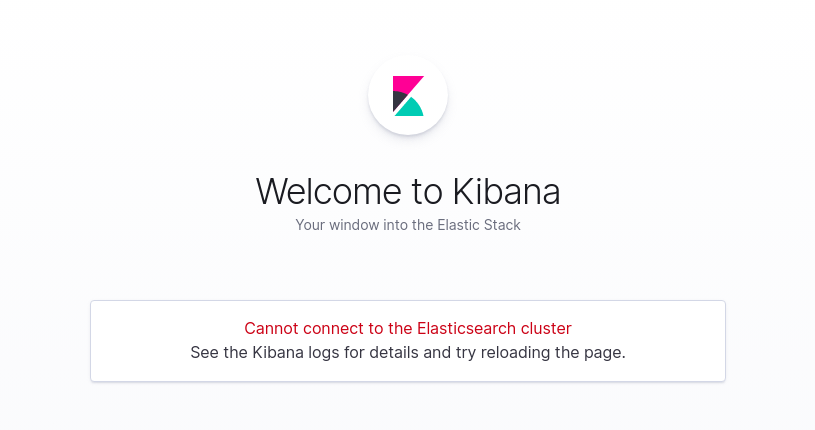 Welcome to Kibana
Your window into the Elastic Stack
Cannot connect to the Elasticsearch cluster
See the Kibana logs for details and try reloading the page.